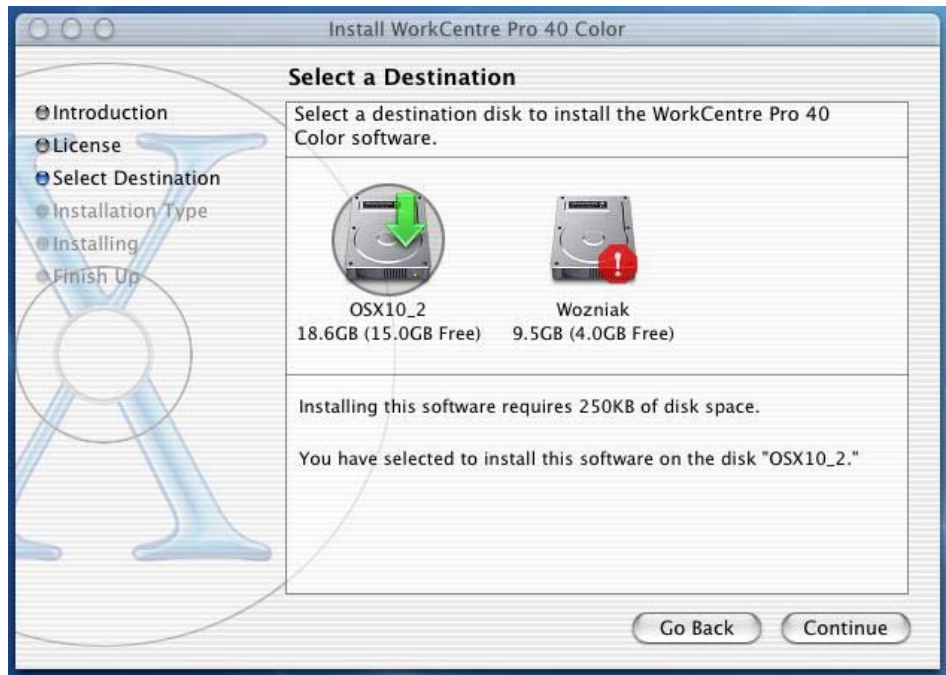 Install WorkCentre Pro 40 Color
Select a Destination
Introduction
License
Select Destination
Installation Type
Installing
Finish Up
Select a destination disk to install the WorkCentre Pro 40
Color software.
OSX10_2
18.6GB (15.0GB Free)
Wozniak
9.5GB (4.0GB Free)
Installing this software requires 250KB of disk space.
You have selected to install this software on the disk "OSX10_2."
Go Back
Continue